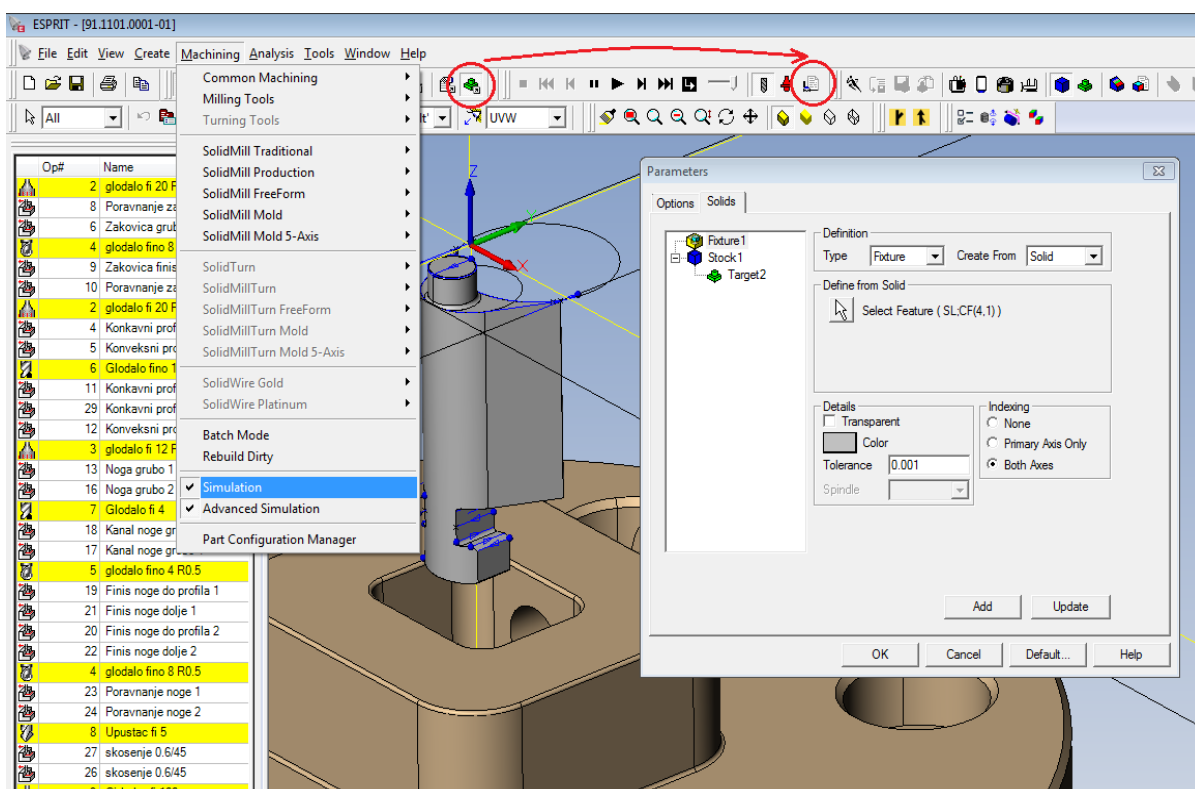 ESPRIT - [91.1101.0001-01]
File Edit View Create Machining Analysis Tools Window Help
All
UVW
Common Machining
Milling Tools
Turning Tools
SolidMill Traditional
SolidMill Production
SolidMill FreeForm
SolidMill Mold
SolidMill Mold 5-Axis
SolidTurn
SolidMillTurn
SolidMillTurn FreeForm
SolidMillTurn Mold
SolidMillTurn Mold 5-Axis
SolidWire Gold
SolidWire Platinum
Batch Mode
Rebuild Dirty
Simulation
Advanced Simulation
Part Configuration Manager
Op# Name
2 glodalo fi 20 F
8 Poravnanje za
6 Zakovica grub
4 glodalo fino 8
9 Zakovica finis
10 Poravnanje za
2 glodalo fi 20 F
4 Konkavni prof
5 Konveksni pro
6 Glodalo fino 1
11 Konkavni prof
29 Konkavni prof
12 Konveksni pro
3 glodalo fi 12 F
13 Noga grubo 1
16 Noga grubo 2
7 Glodalo fi 4
18 Kanal noge gr
17 Kanal noge
5 glodalo fino 4 R0.5
19 Finis noge do profila 1
21 Finis noge dolje 1
20 Finis noge do profila 2
22 Finis noge dolje 2
4 glodalo fino 8 R0.5
23 Poravnanje noge 1
24 Poravnanje noge 2
8 Upustac fi 5
27 skosenje 0.6/45
26 skosenje 0.6/45
Z
Y
X
Parameters
Options Solids
Fixture1
Stock1
Target2
Definition
Type Fixture Create From Solid
Define from Solid
Select Feature ( SL;CF(4,1) )
Details
Transparent
Color
Tolerance 0.001
Spindle
Indexing
None
Primary Axis Only
Both Axes
Add Update
OK Cancel Default... Help